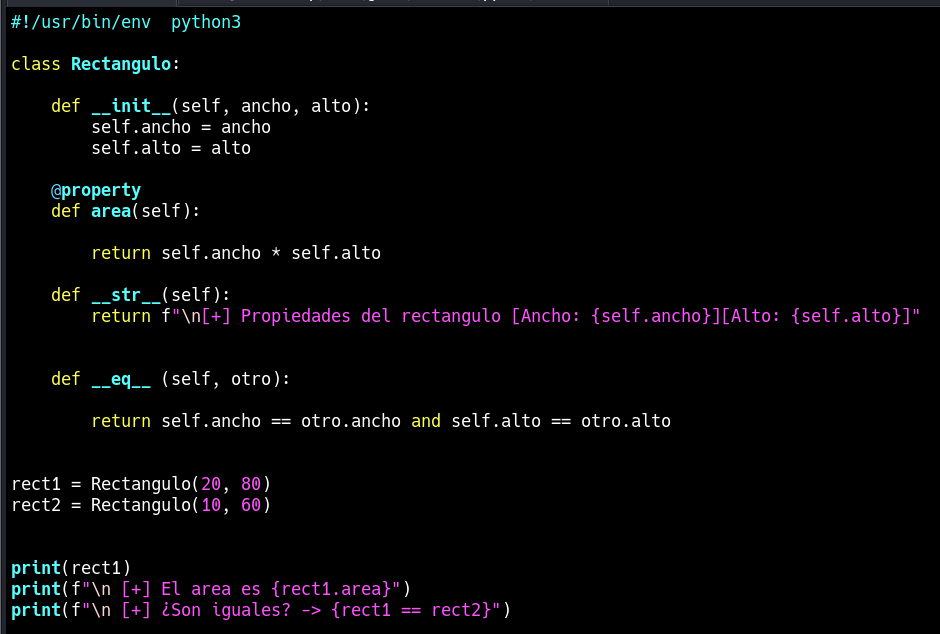 #!/usr/bin/env  python3
class Rectangulo:
    def __init__(self, ancho, alto):
        self.ancho = ancho
        self.alto = alto
    @property
    def area(self):
        return self.ancho * self.alto
    def __str__(self):
        return f"\n[+] Propiedades del rectangulo [Ancho: {self.ancho}][Alto: {self.alto}]"
    def __eq__ (self, otro):
        return self.ancho == otro.ancho and self.alto == otro.alto
rect1 = Rectangulo(20, 80)
rect2 = Rectangulo(10, 60)
print(rect1)
print(f"\n [+] El area es {rect1.area}")
print(f"\n [+] ¿Son iguales? -> {rect1 == rect2}")